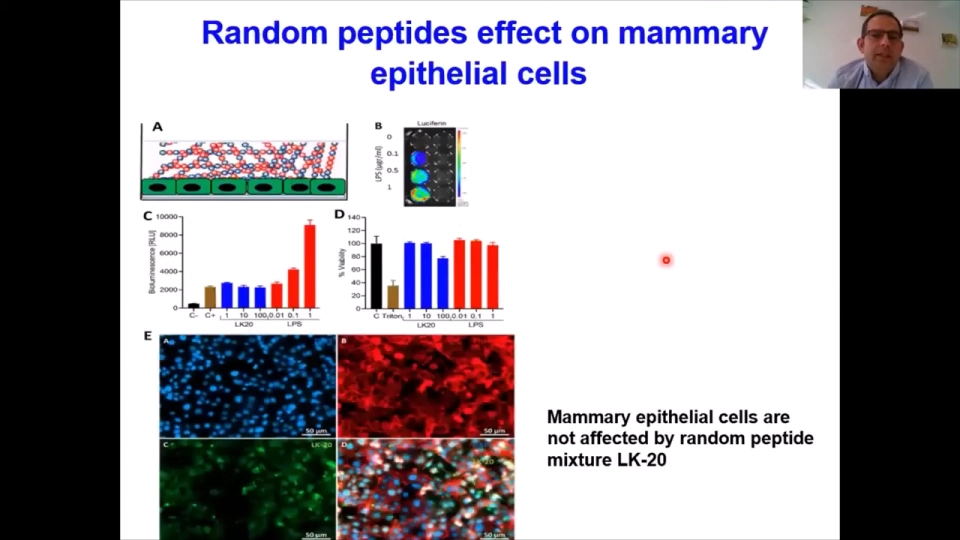 Random peptides effect on mammary
epithelial cells
A
B
Luciferin
LPS (µgr/ml)
0
0.1
0.5
1
C
Bioluminescence [RLU]
10000
8000
6000
4000
2000
0
C- C+ 1 10 100 0.01 0.1 1
LK20 LPS
D
% Viability
140
120
100
80
60
40
20
0
C Triton 1 10 100 0.01 0.1 1
LK20 LPS
E
A
50 µm
B
50 µm
C
LK-20
50 µm
D
50 µm
Mammary epithelial cells are
not affected by random peptide
mixture LK-20